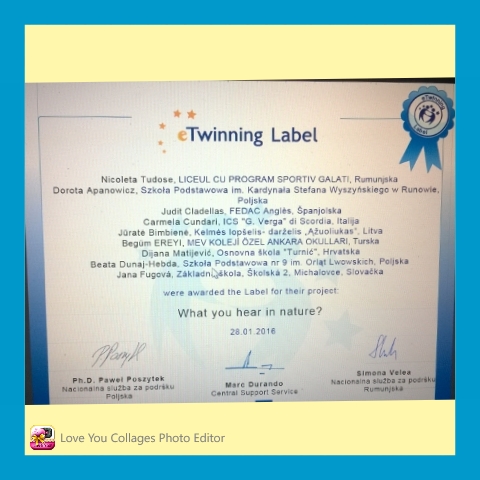 eTwinning Label
eTwinning
Label
Nicoleta Tudose, LICEUL CU PROGRAM SPORTIV GALATI, Rumunjska
Dorota Apanowicz, Szkoła Podstawowa im. Kardynała Stefana Wyszyńskiego w Runowie,
Poljska
Judit Cladellas, FEDAC Anglès, Španjolska
Carmela Cundari, ICS "G. Verga" di Scordia, Italija
Jūratė Bimbienė, Kelmės lopšelis- darželis „Ąžuoliukas“, Litva
Begüm EREYI, MEV KOLEJİ ÖZEL ANKARA OKULLARI, Turska
Dijana Matijević, Osnovna škola "Turnić", Hrvatska
Beata Dunaj-Hebda, Szkoła Podstawowa nr 9 im. Orląt Lwowskich, Poljska
Jana Fugová, Základná škola, Školská 2, Michalovce, Slovačka
were awarded the Label for their project:
What you hear in nature?
28.01.2016
Ph.D. Paweł Poszytek
Nacionalna služba za podršku
Poljska
Marc Durando
Central Support Service
Simona Velea
Nacionalna služba za podršku
Rumunjska
Love You Collages Photo Editor